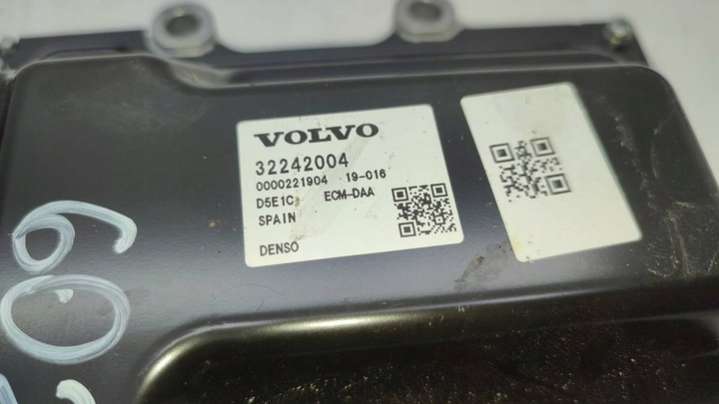 VOLVO
32242004
0000221904 19-016
D5E1C ECM-DAA
SPAIN
DENSO
60